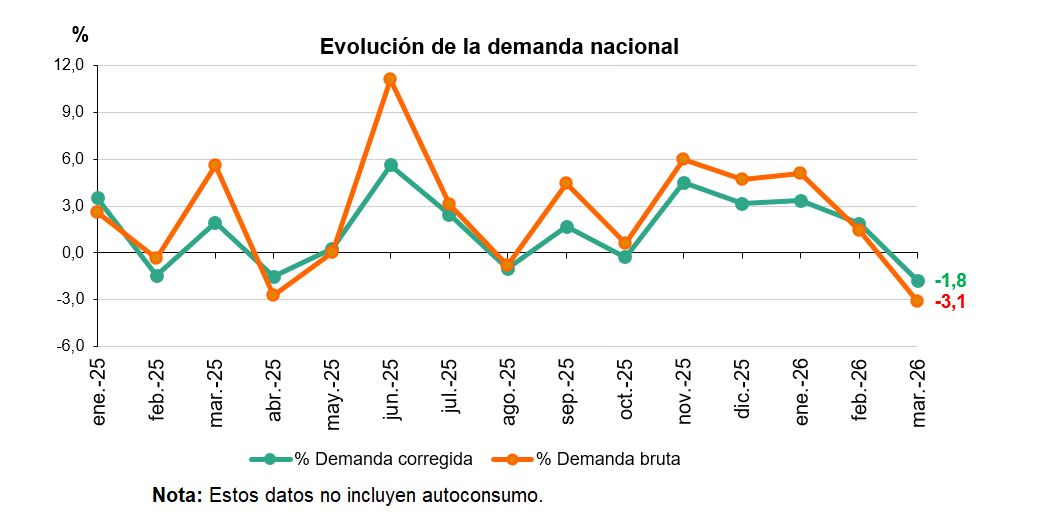 %
Evolución de la demanda nacional
12,0
9,0
6,0
3,0
0,0
-3,0
-6,0
-1,8
-3,1
ene.-25
feb.-25
mar.-25
abr.-25
may.-25
jun.-25
jul.-25
ago.-25
sep.-25
oct.-25
nov.-25
dic.-25
ene.-26
feb.-26
mar.-26
% Demanda corregida
% Demanda bruta
Nota: Estos datos no incluyen autoconsumo.